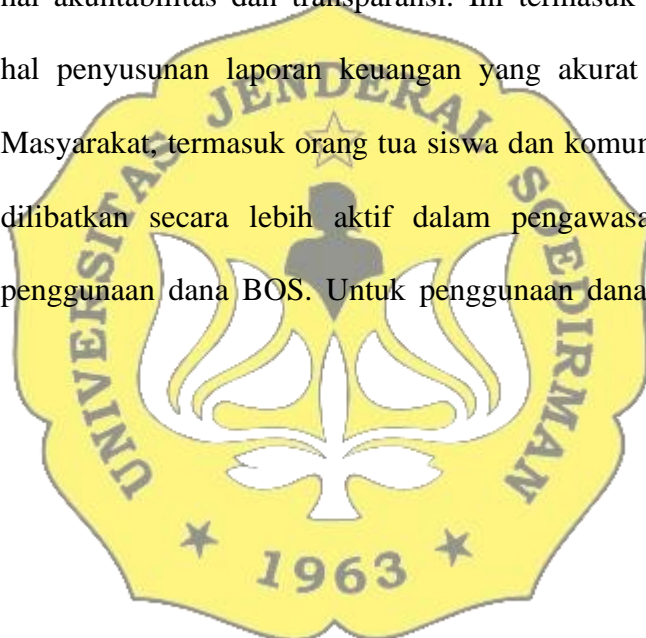 hal akuntabilitas dan transparansi. Ini termasuk
hal penyusunan laporan keuangan yang akurat
Masyarakat, termasuk orang tua siswa dan komun
dilibatkan secara lebih aktif dalam pengawasa
penggunaan dana BOS. Untuk penggunaan dana
UNIVERSITAS JENDERAL SOEDIRMAN
1963